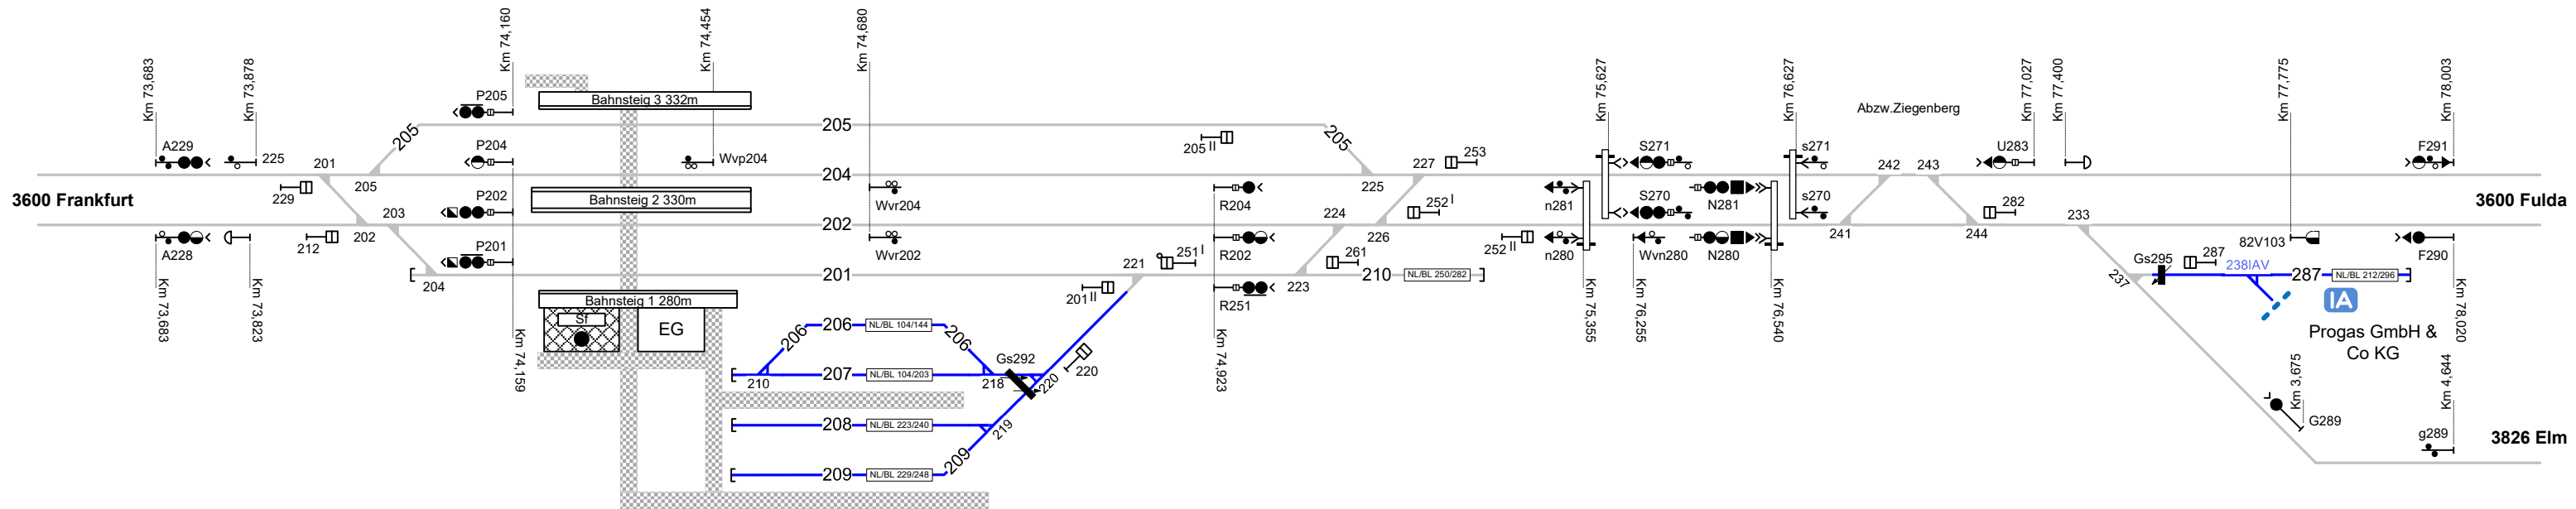 Km 73,683
Km 73,878
Km 74,160
Km 74,454
Km 74,680
Km 75,627
Km 76,627
Km 77,027
Km 77,400
Km 77,775
Km 78,003
Abzw.Ziegenberg
P205
Bahnsteig 3 332m
205
205
205
205 II
A229
225
201
P204
Wvp204
227
253
S271
s271
242
243
U283
F291
3600 Frankfurt
229
205
204
225
3600 Fulda
P202
Bahnsteig 2 330m
Wvr204
R204
n281
S270
N281
s270
252 I
282
203
202
224
233
A228
212
202
P201
Wvr202
R202
226
252 II
n280
Wvn280
N280
241
244
82V103
F290
204
201
221
251 I
261
223
210
NL/BL 250/282
Gs295
287
238IAV
287
NL/BL 212/296
237
IA
Progas GmbH &
Co KG
Bahnsteig 1 280m
201 II
R251
Sf
EG
206
206
NL/BL 104/144
206
Gs292
220
210
207
NL/BL 104/203
218
220
208
NL/BL 223/240
219
209
NL/BL 229/248
209
Km 73,683
Km 73,823
Km 74,159
Km 74,923
Km 75,355
Km 76,255
Km 76,540
Km 78,020
Km 3,675
Km 4,644
G289
g289
3826 Elm